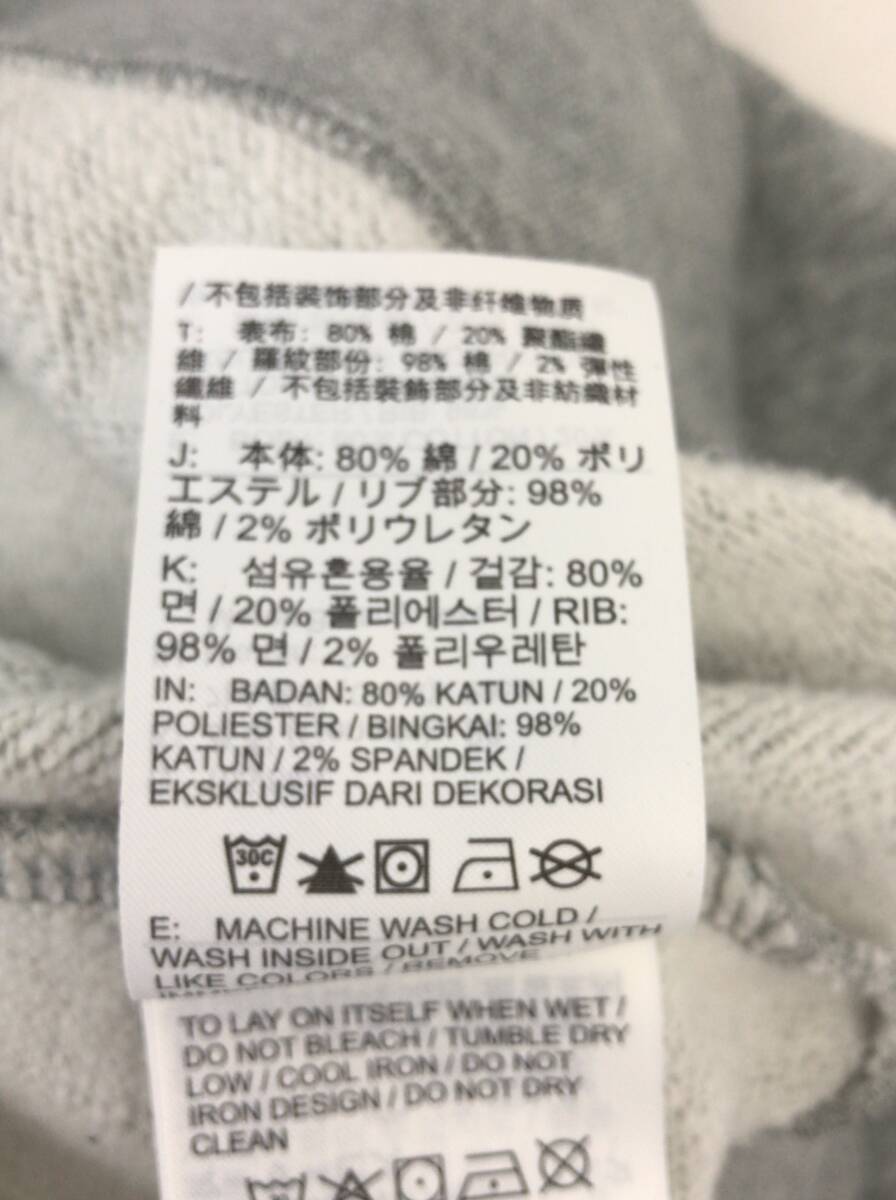 / 不包括装饰部分及非纤维物质
T: 表布: 80% 棉 / 20% 聚酯纖
維 / 羅紋部份: 98% 棉 / 2% 彈性
纖維 / 不包括裝飾部分及非紡織材
料
J: 本体: 80% 綿 / 20% ポリ
エステル / リブ部分: 98%
綿 / 2% ポリウレタン
K: 섬유혼용율 / 겉감: 80%
면 / 20% 폴리에스터 / RIB:
98% 면 / 2% 폴리우레탄
IN: BADAN: 80% KATUN / 20%
POLIESTER / BINGKAI: 98%
KATUN / 2% SPANDEK /
EKSKLUSIF DARI DEKORASI
30C
E: MACHINE WASH COLD /
WASH INSIDE OUT / WASH WITH
LIKE COLORS / REMOVE
TO LAY ON ITSELF WHEN WET /
DO NOT BLEACH / TUMBLE DRY
LOW / COOL IRON / DO NOT
IRON DESIGN / DO NOT DRY
CLEAN